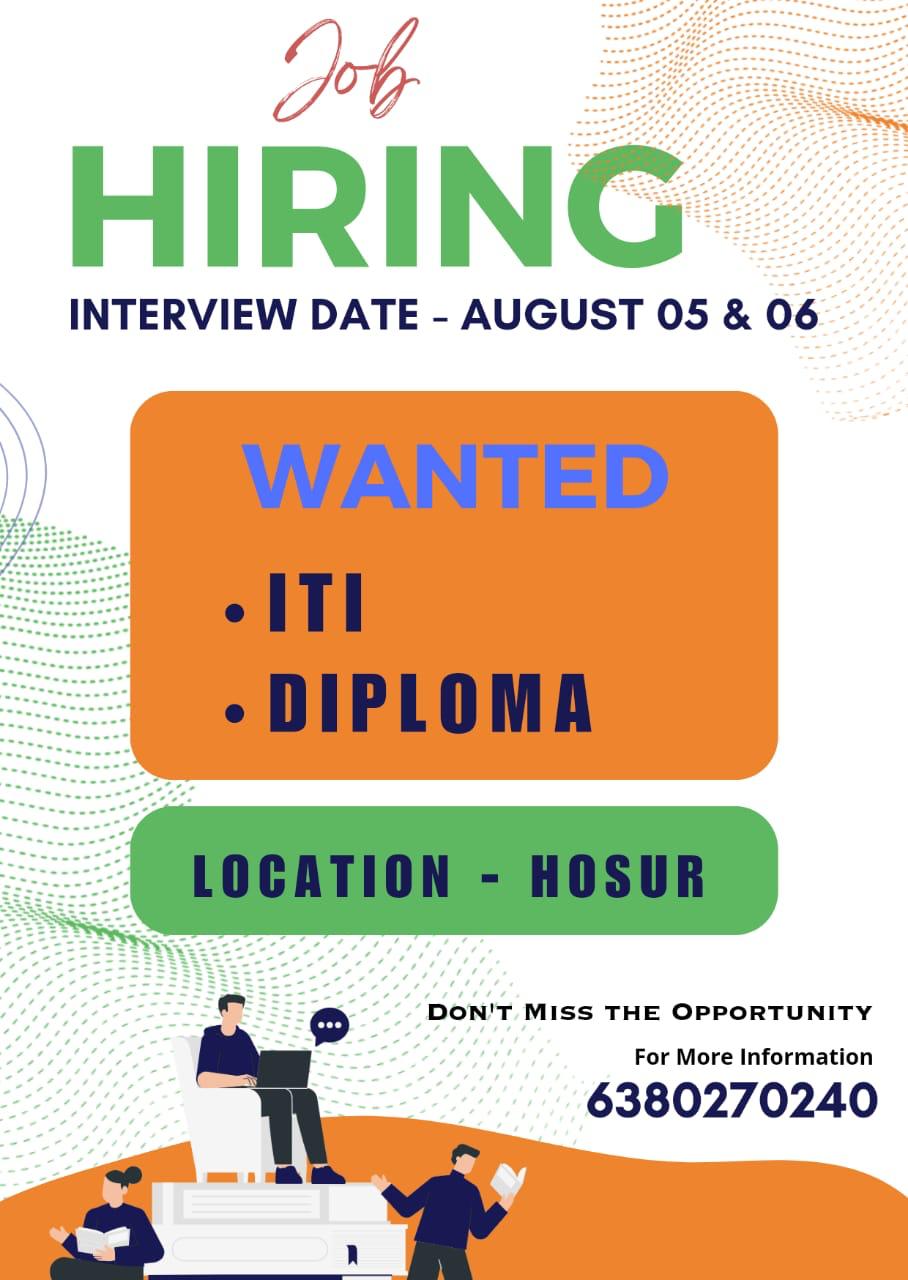 Job
HIRING
INTERVIEW DATE - AUGUST 05 & 06
WANTED
• ITI
• DIPLOMA
LOCATION - HOSUR
Don't Miss the Opportunity
For More Information
6380270240